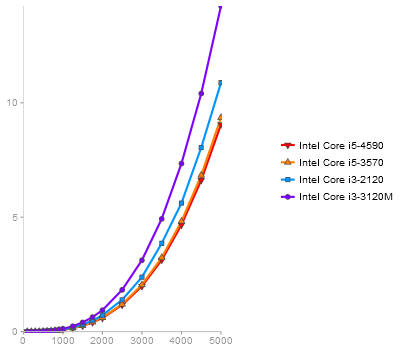 10
5
0
0
1000
2000
3000
4000
5000
Intel Core i5-4590
Intel Core i5-3570
Intel Core i3-2120
Intel Core i3-3120M